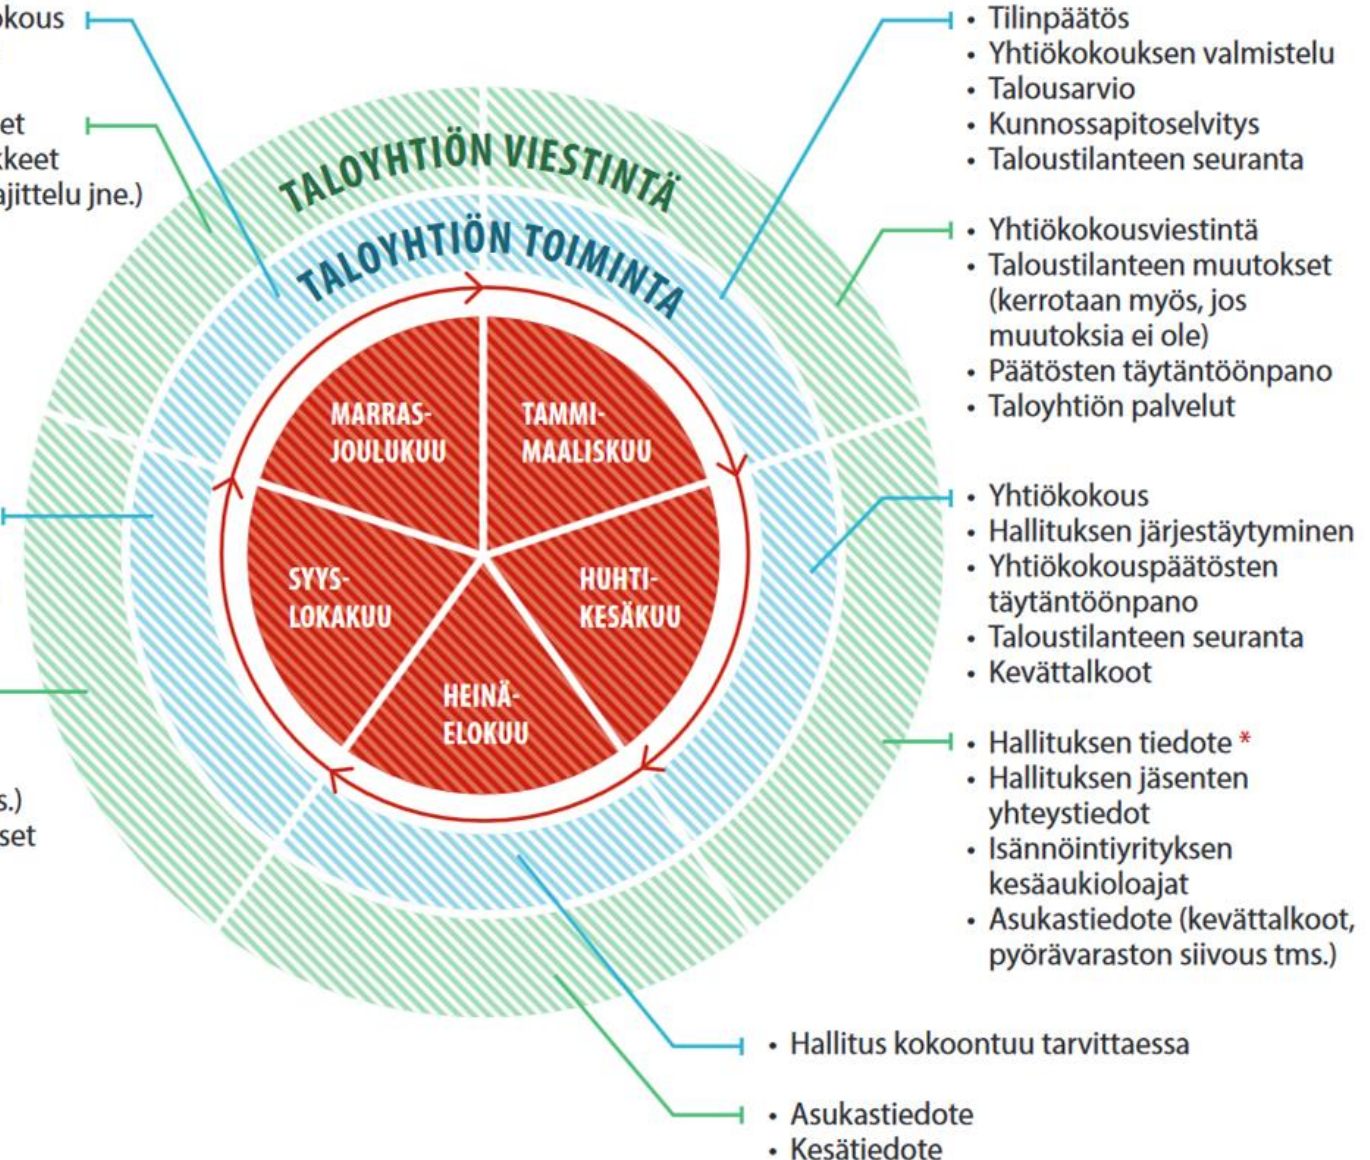 TALOYHTIÖN VIESTINTÄ
TALOYHTIÖN TOIMINTA
MARRAS-
JOULUKUU
TAMMI-
MAALISKUU
SYYS-
LOKAKUU
HUHTI-
KESÄKUU
HEINÄ-
ELOKUU
• Tilinpäätös
• Yhtiökokouksen valmistelu
• Talousarvio
• Kunnossapitoselvitys
• Taloustilanteen seuranta
• Yhtiökokousviestintä
• Taloustilanteen muutokset
(kerrotaan myös, jos
muutoksia ei ole)
• Päätösten täytäntöönpano
• Taloyhtiön palvelut
• Yhtiökokous
• Hallituksen järjestäytyminen
• Yhtiökokouspäätösten
täytäntöönpano
• Taloustilanteen seuranta
• Kevättalkoot
• Hallituksen tiedote *
• Hallituksen jäsenten
yhteystiedot
• Isännöintiyrityksen
kesäaukioloajat
• Asukastiedote (kevättalkoot,
pyörävaraston siivous tms.)
• Hallitus kokoontuu tarvittaessa
• Asukastiedote
• Kesätiedote
jne.)